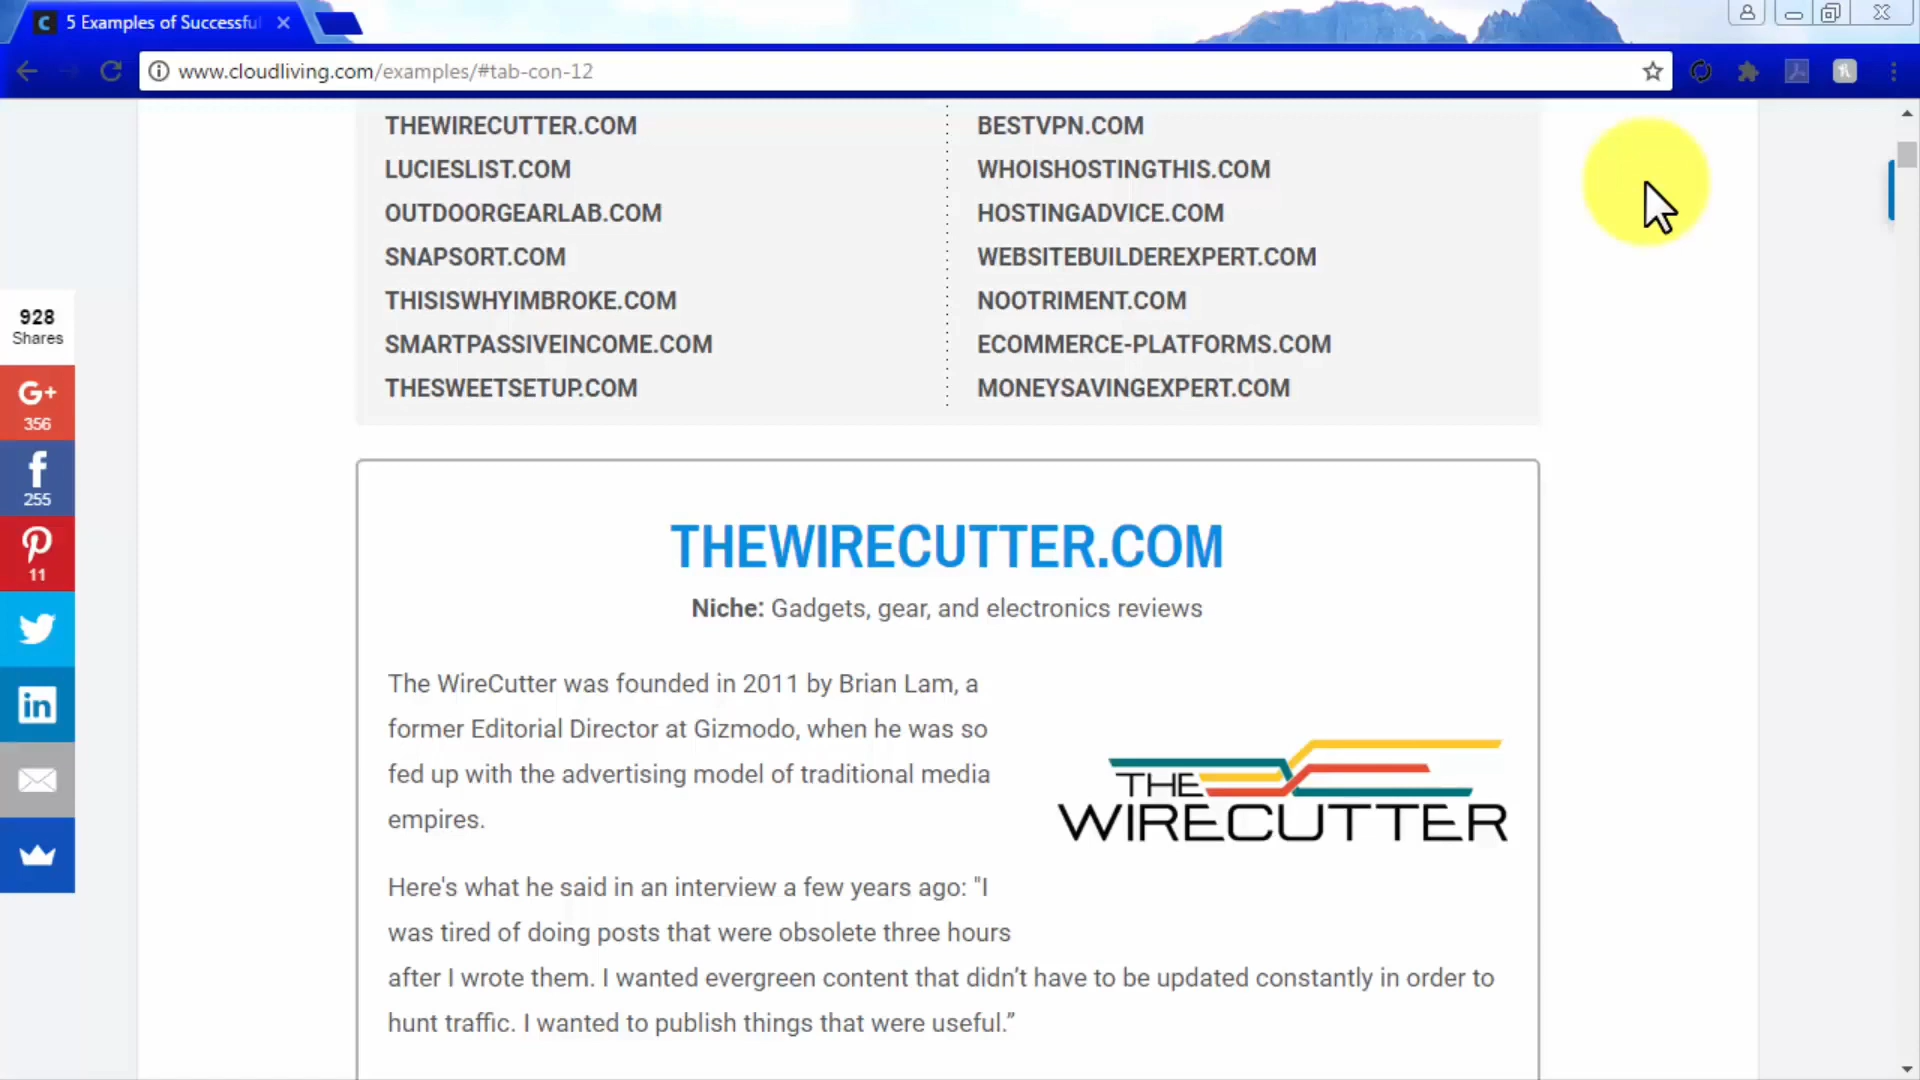 5 Examples of Successful
www.cloudliving.com/examples/#tab-con-12
THEWIRECUTTER.COM
LUCIESLIST.COM
OUTDOORGEARLAB.COM
SNAPSORT.COM
THISISWHYIMBROKE.COM
SMARTPASSIVEINCOME.COM
THESWEETSETUP.COM
BESTVPN.COM
WHOISHOSTINGTHIS.COM
HOSTINGADVICE.COM
WEBSITEBUILDEREXPERT.COM
NOOTRIMENT.COM
ECOMMERCE-PLATFORMS.COM
MONEYSAVINGEXPERT.COM
928
Shares
G+
356
255
11
in
THEWIRECUTTER.COM
Niche: Gadgets, gear, and electronics reviews
The WireCutter was founded in 2011 by Brian Lam, a
former Editorial Director at Gizmodo, when he was so
fed up with the advertising model of traditional media
empires.
THE
WIRECUTTER
Here's what he said in an interview a few years ago: "I
was tired of doing posts that were obsolete three hours
after I wrote them. I wanted evergreen content that didn’t have to be updated constantly in order to
hunt traffic. I wanted to publish things that were useful.”